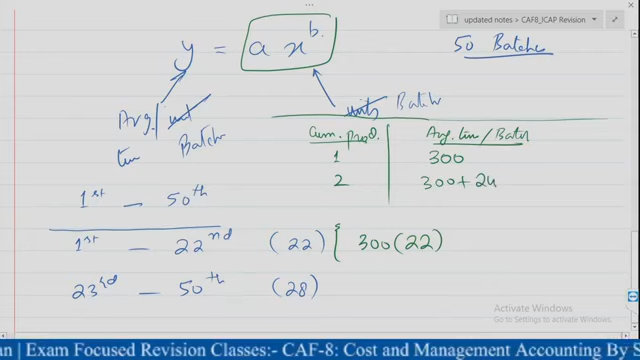 updated notes > CAF8_ICAP Revision
y = a x^b.
50 Batches
Avg. / unit
tim Batch
units Batch
Cum. prod. Avg. tim / Batch
1 300
2 300 + 24
1st — 50th
1st — 22nd (22) 300(22)
23rd — 50th (28)
Activate Windows
Go to Settings to activate Windows.
an | Exam Focused Revision Classes:- CAF-8: Cost and Management Accounting By S